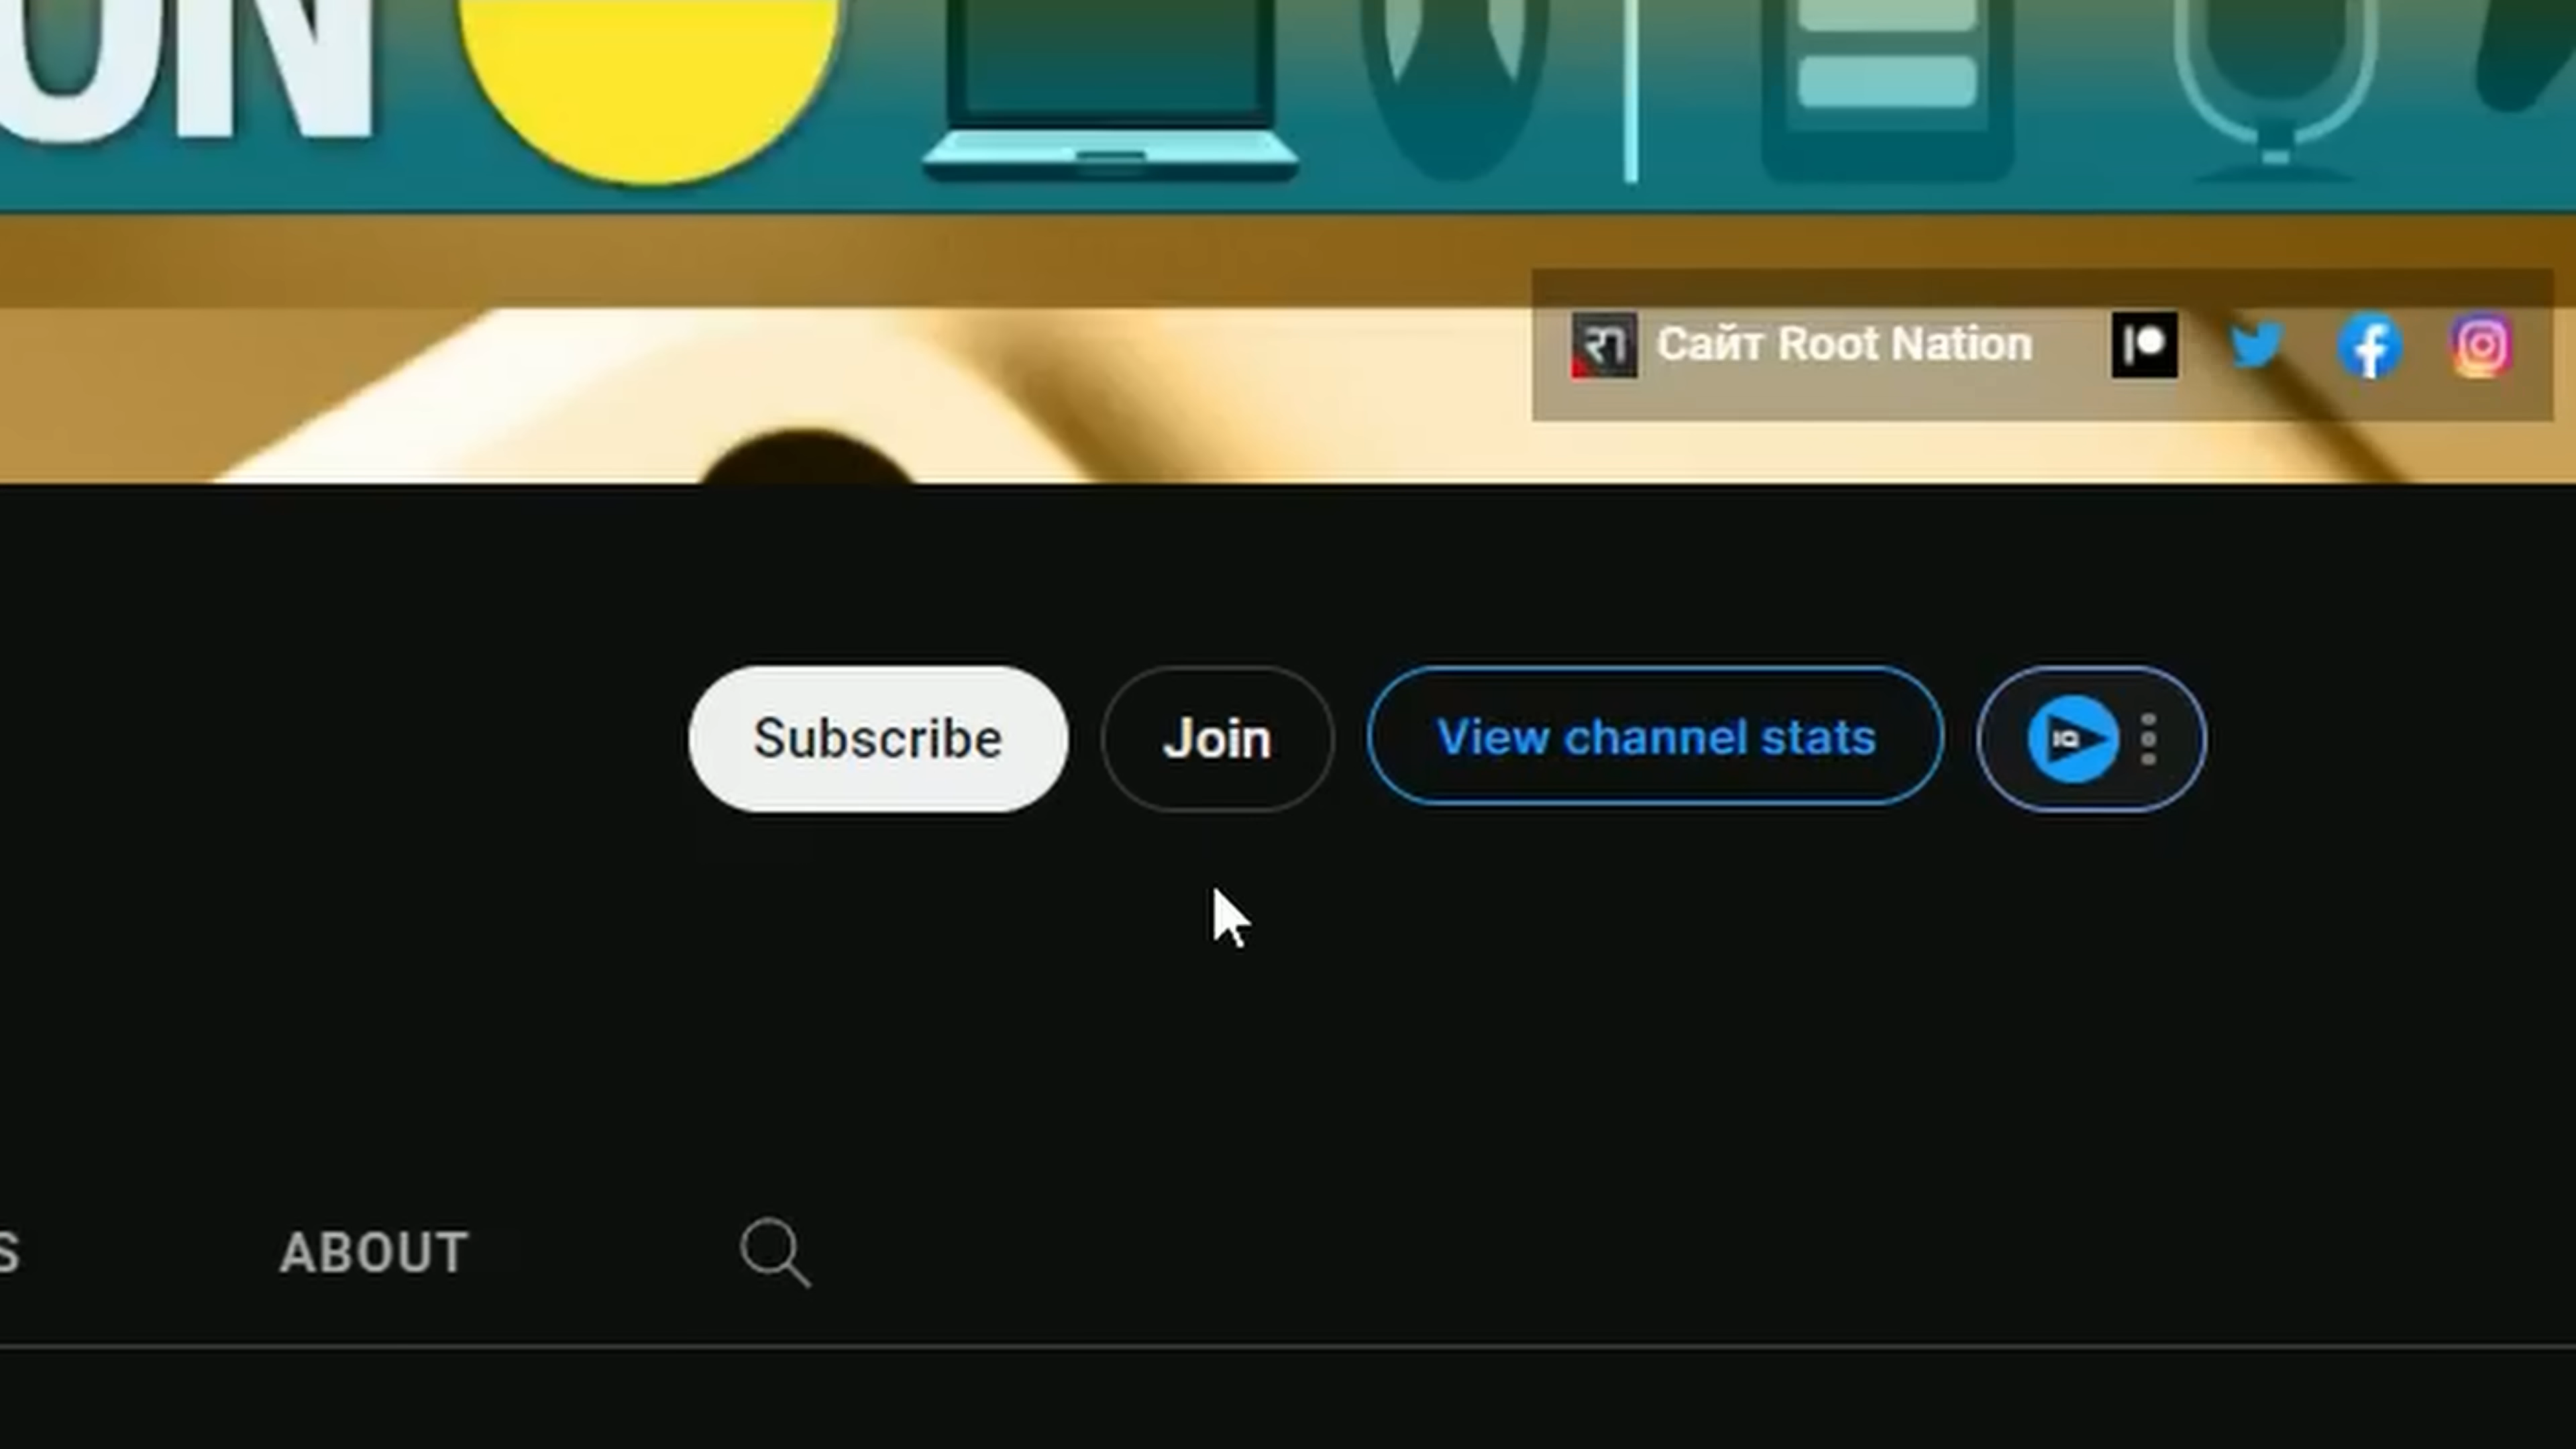 ON
Сайт Root Nation
Subscribe
Join
View channel stats
S
ABOUT